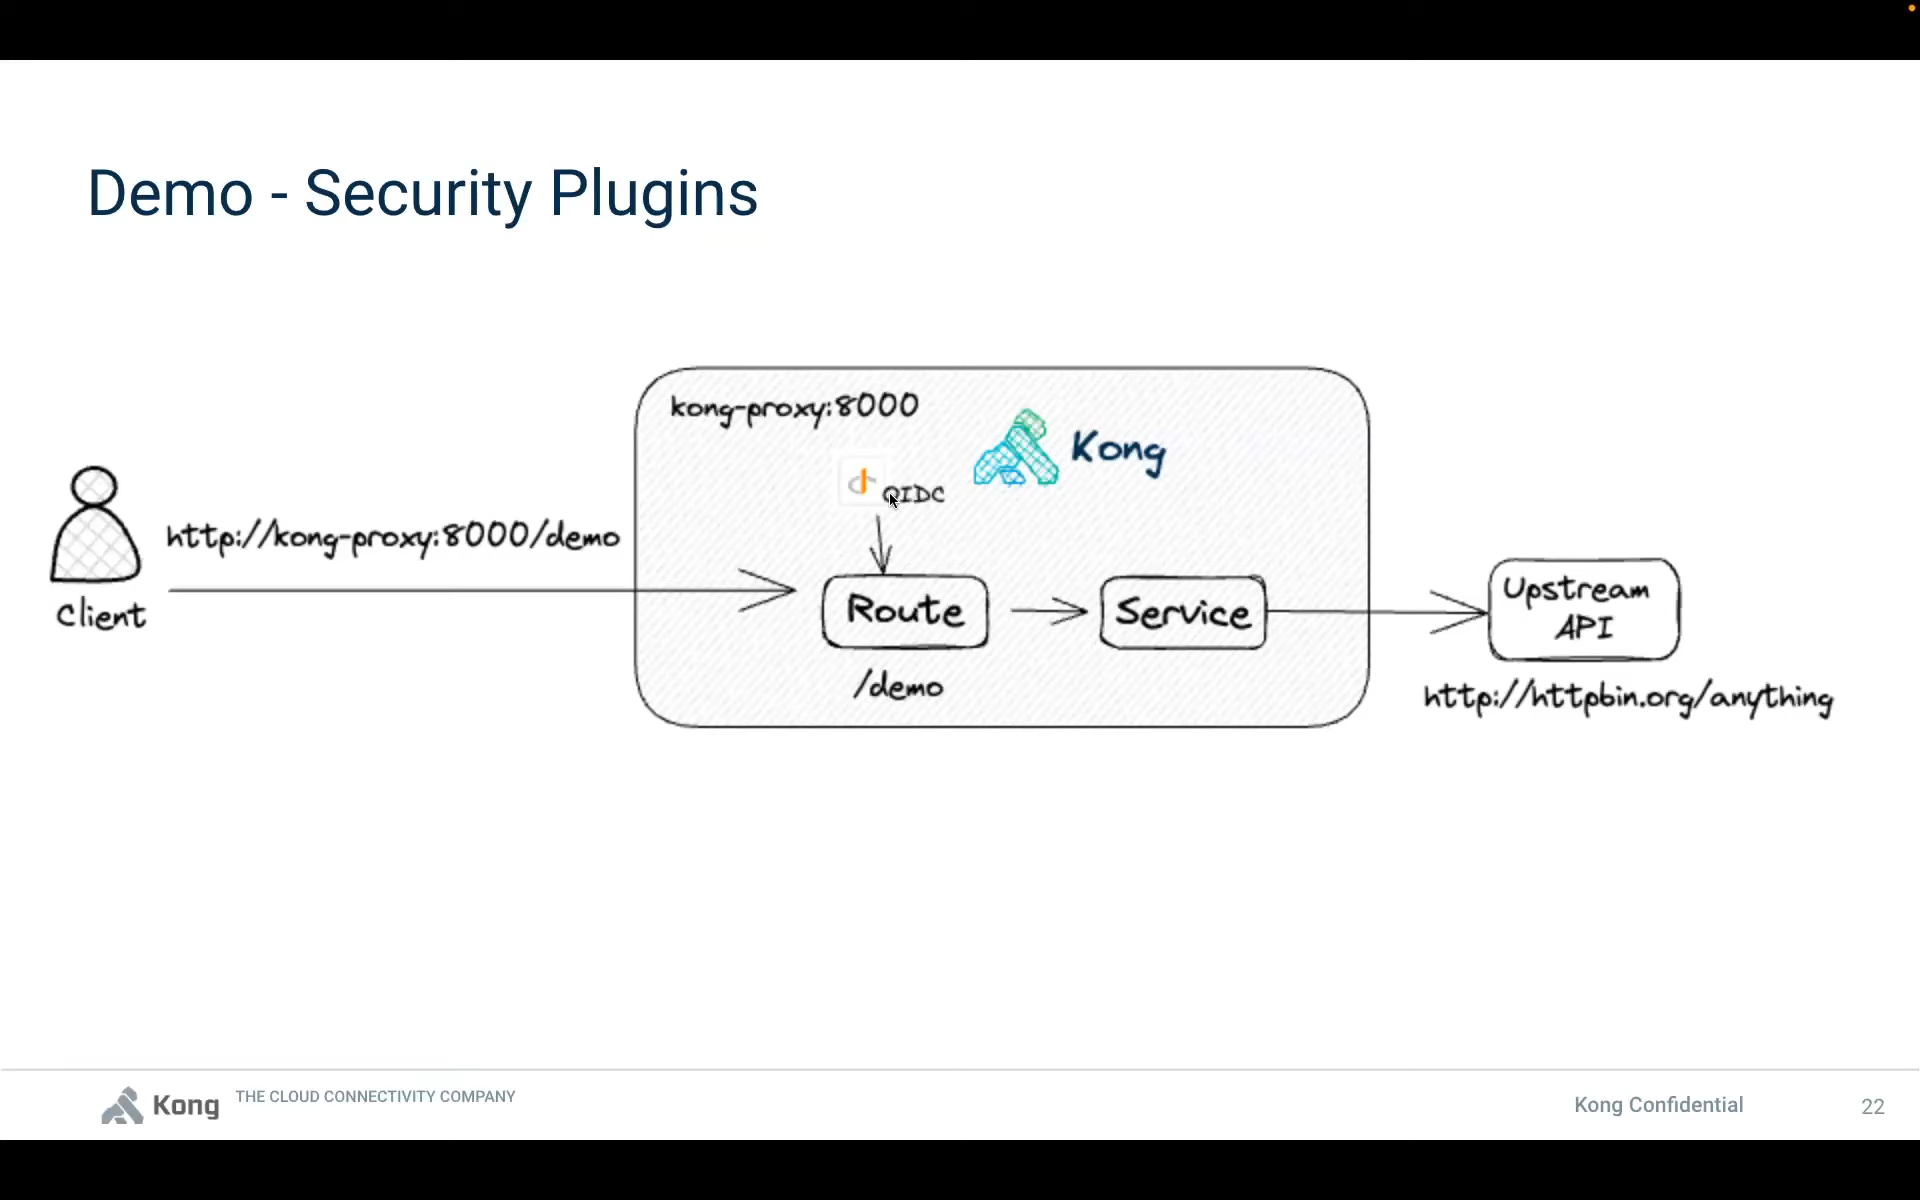 Demo - Security Plugins
kong-proxy:8000
Kong
OIDC
http://kong-proxy:8000/demo
Client
Route
Service
Upstream
API
/demo
http://httpbin.org/anything
Kong
THE CLOUD CONNECTIVITY COMPANY
Kong Confidential
22